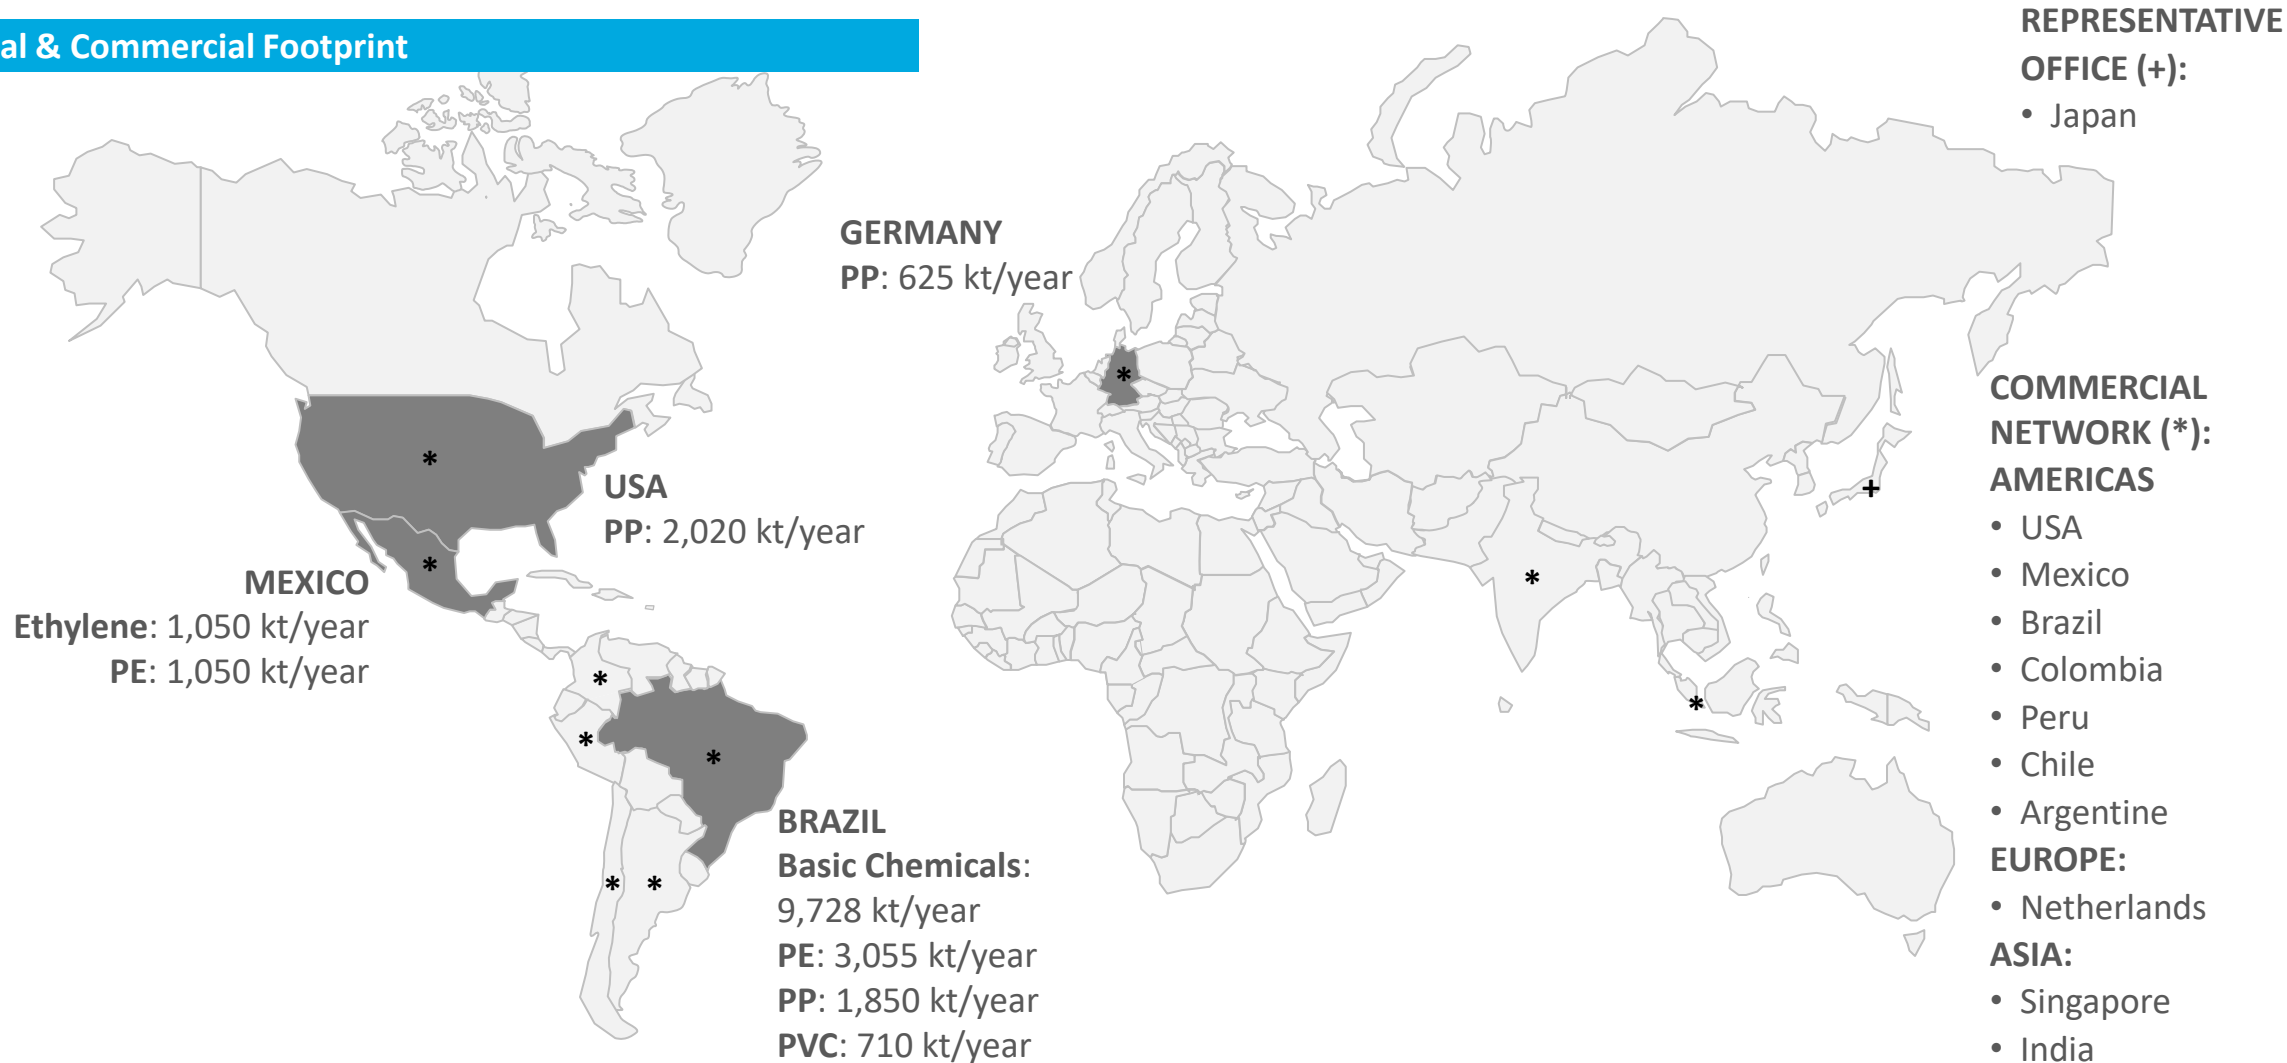 al & Commercial Footprint
REPRESENTATIVE
OFFICE (+):
• Japan
GERMANY
PP: 625 kt/year
USA
PP: 2,020 kt/year
MEXICO
Ethylene: 1,050 kt/year
PE: 1,050 kt/year
BRAZIL
Basic Chemicals:
9,728 kt/year
PE: 3,055 kt/year
PP: 1,850 kt/year
PVC: 710 kt/year
COMMERCIAL
NETWORK (*):
AMERICAS
• USA
• Mexico
• Brazil
• Colombia
• Peru
• Chile
• Argentine
EUROPE:
• Netherlands
ASIA:
• Singapore
• India